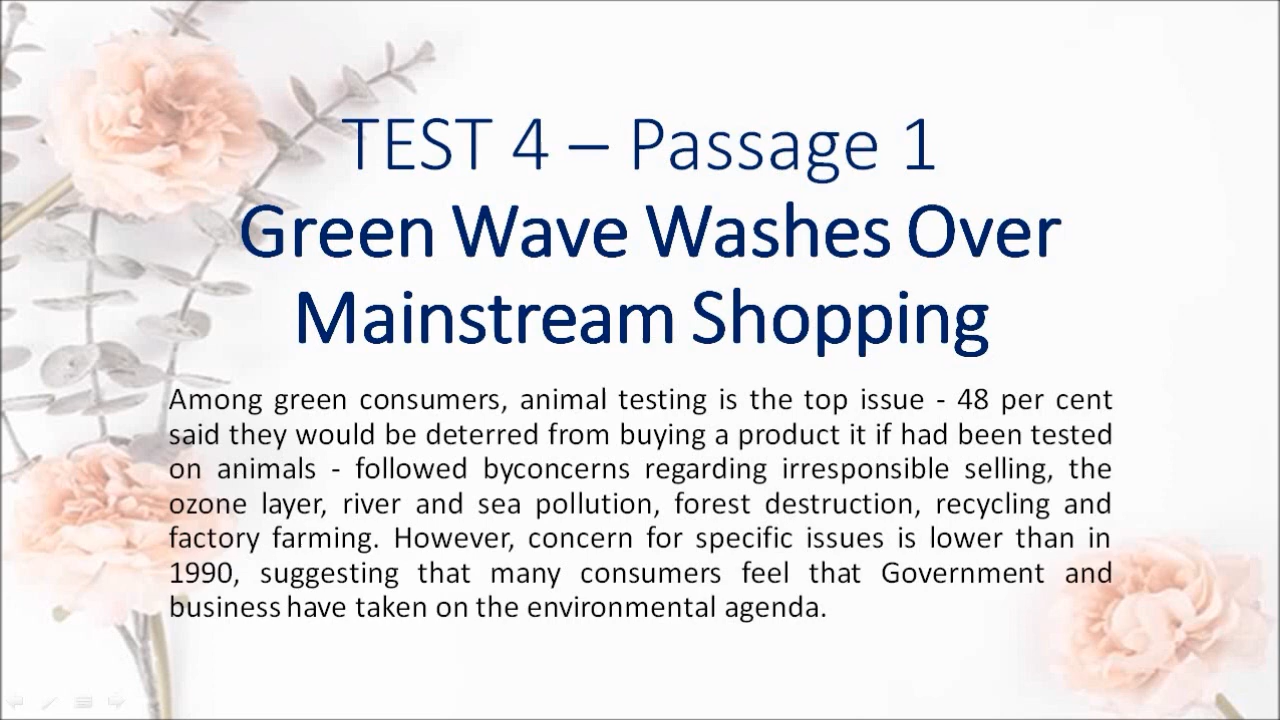 TEST 4 – Passage 1
Green Wave Washes Over
Mainstream Shopping
Among green consumers, animal testing is the top issue - 48 per cent
said they would be deterred from buying a product it if had been tested
on animals - followed byconcerns regarding irresponsible selling, the
ozone layer, river and sea pollution, forest destruction, recycling and
factory farming. However, concern for specific issues is lower than in
1990, suggesting that many consumers feel that Government and
business have taken on the environmental agenda.